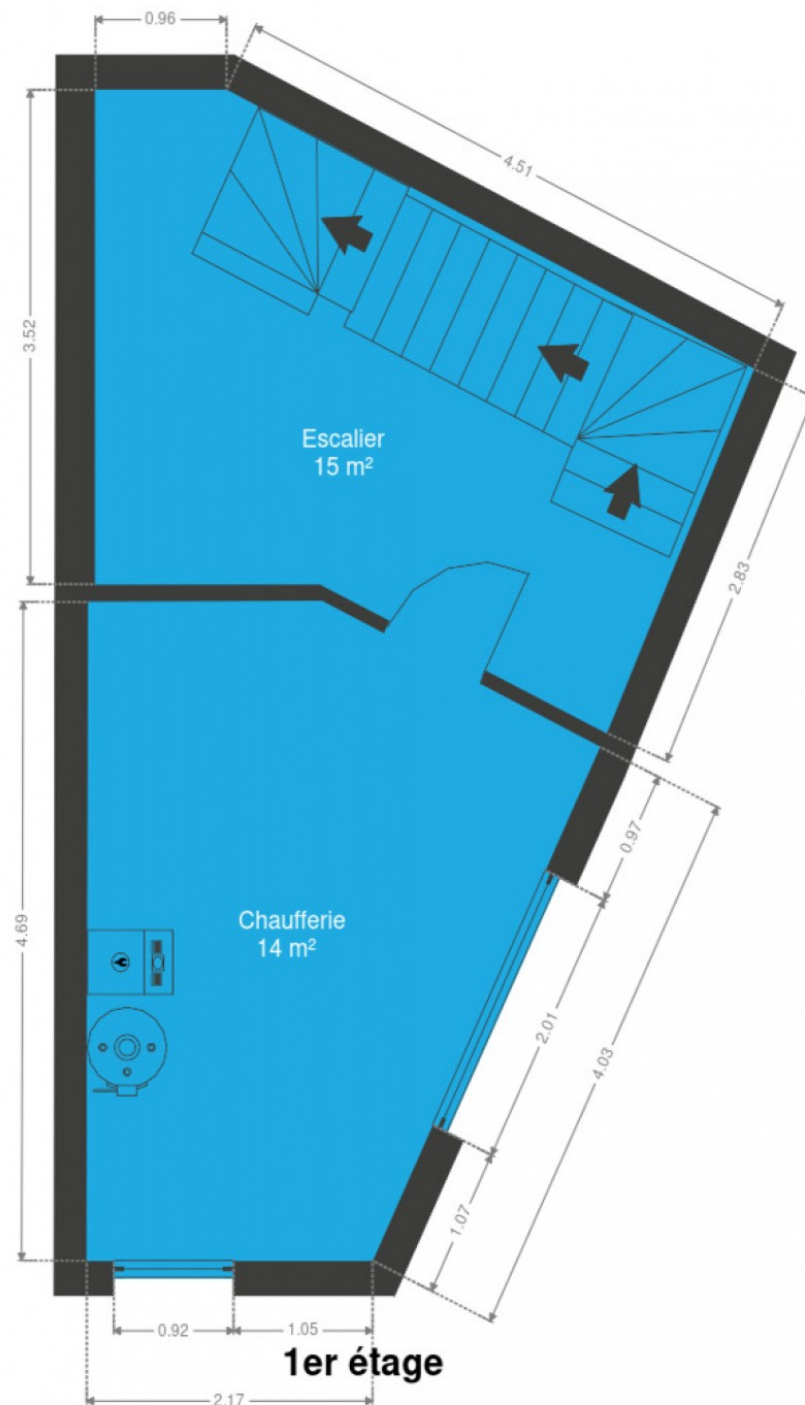 0.96
4.51
3.52
Escalier
15 m²
2.83
0.97
4.69
Chaufferie
14 m²
2.01
4.03
1.07
0.92
1.05
1er étage
2.17